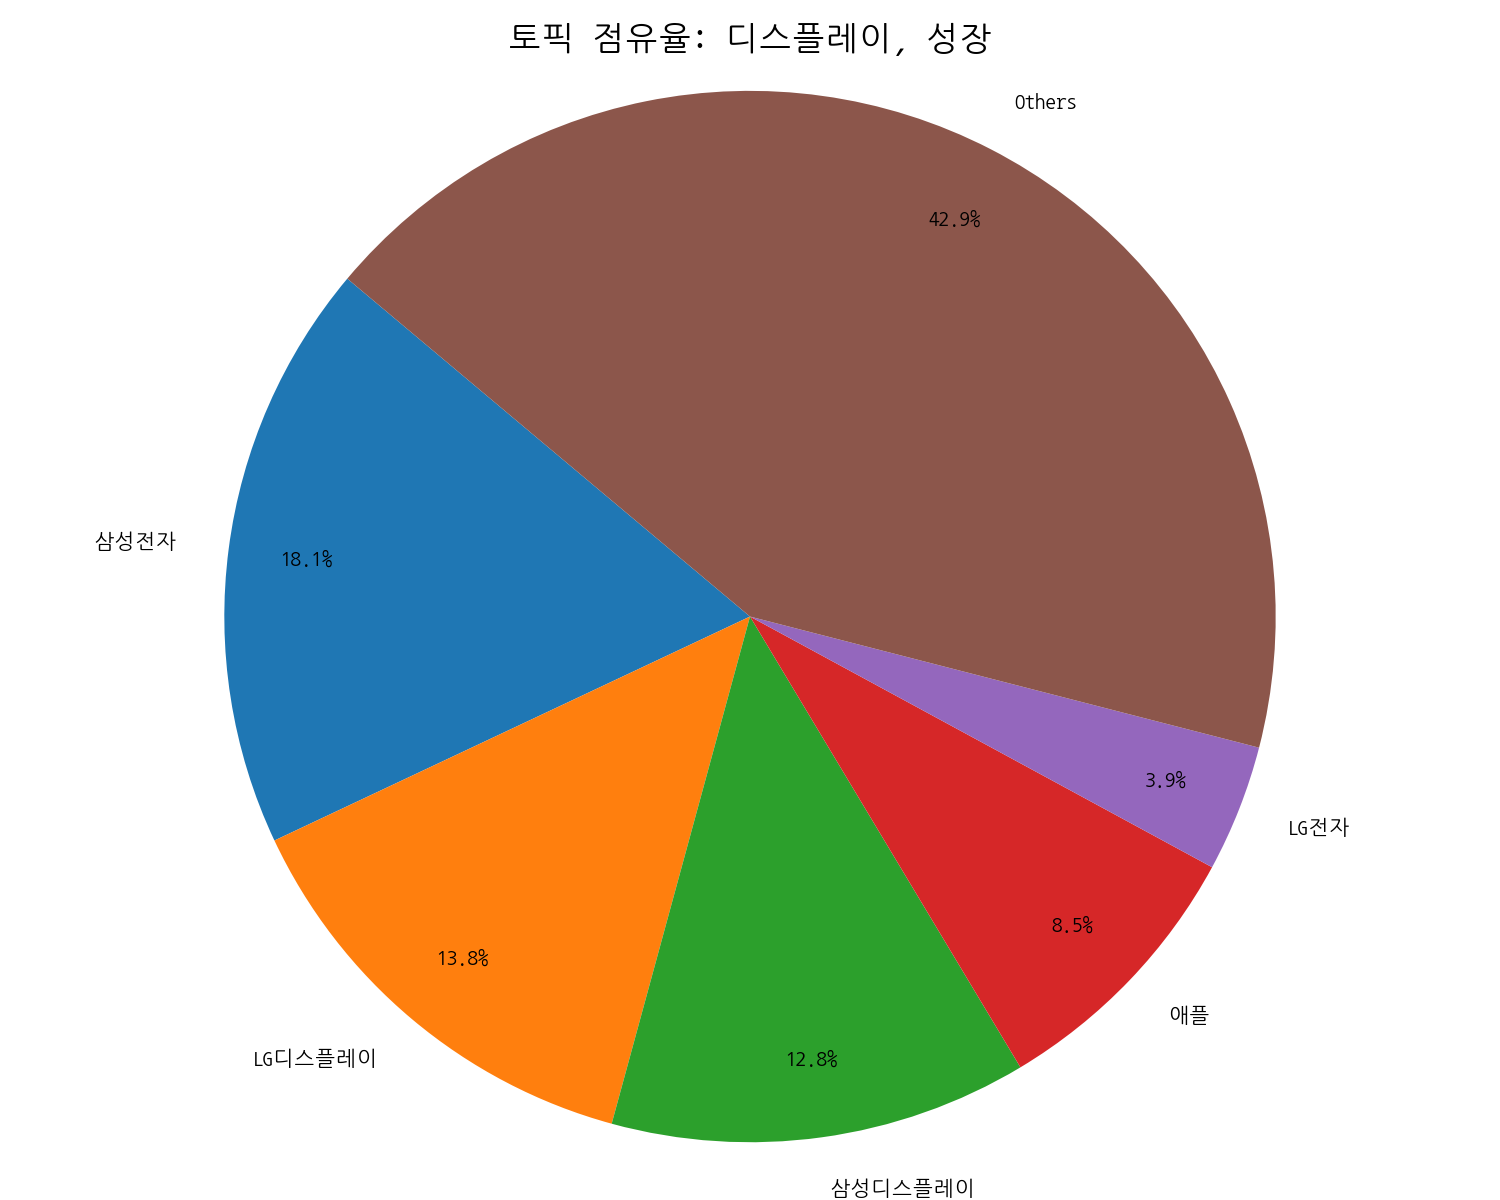 토픽 점유율: 디스플레이, 성장
Others
42.9%
삼성전자
18.1%
3.9%
LG전자
8.5%
13.8%
애플
LG디스플레이
12.8%
삼성디스플레이